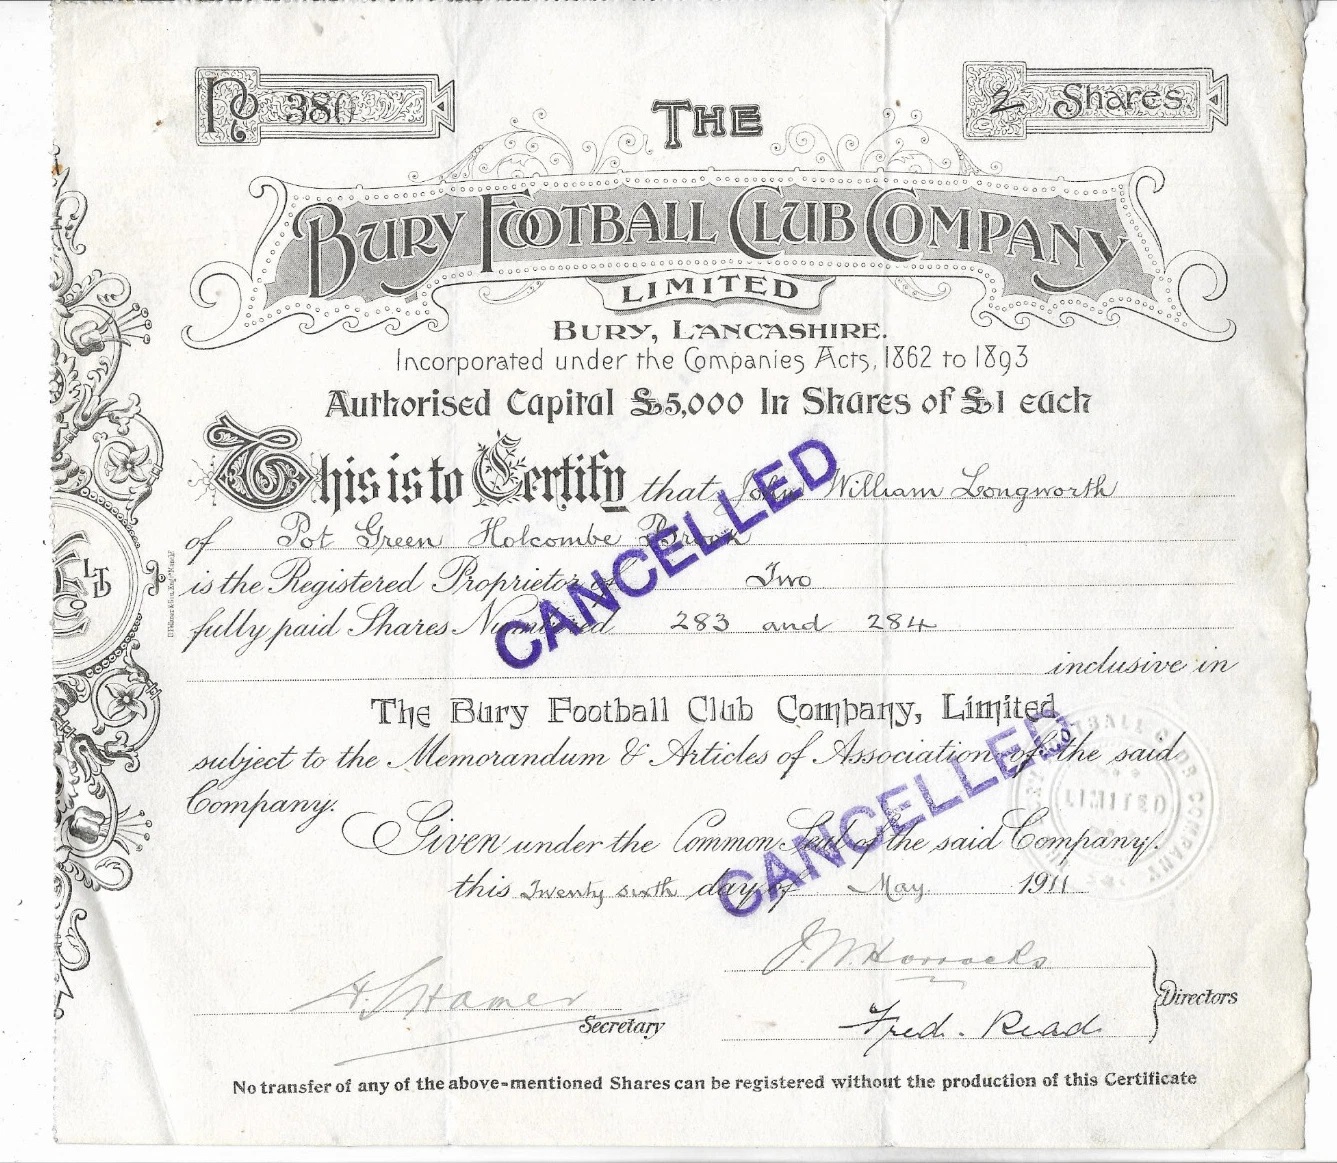 No 380
2 Shares
THE
BURY FOOTBALL CLUB COMPANY
LIMITED
BURY, LANCASHIRE.
Incorporated under the Companies Acts, 1862 to 1893
Authorised Capital £5,000 In Shares of £1 each
This is to Certify that John William Longworth
of Pot Green Holcombe Brook
is the Registered Proprietor of Two
fully paid Shares Numbered 283 and 284
inclusive in
The Bury Football Club Company, Limited
subject to the Memorandum & Articles of Association of the said
Company.
Given under the Common Seal of the said Company.
this Twenty sixth day of May 1911
CANCELLED
CANCELLED
LTD
FOOTBALL CLUB COMPANY
LIMITED
J. W. Horrocks
H. S. Hamer
Fred. Read
Directors
Secretary
No transfer of any of the above-mentioned Shares can be registered without the production of this Certificate